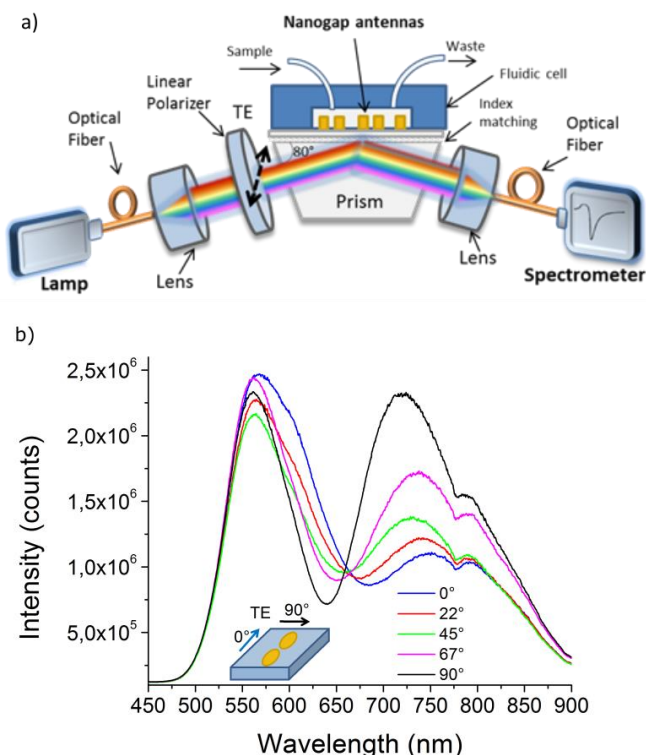 a)
Nanogap antennas
Sample
Waste
Fluidic cell
Linear
Polarizer
TE
Index
matching
Optical
Fiber
Optical
Fiber
80°
Prism
Lens
Lens
Lamp
Spectrometer
b)
2,5x10⁶
2,0x10⁶
1,5x10⁶
1,0x10⁶
5,0x10⁵
Intensity (counts)
0°
22°
45°
67°
90°
TE
90°
0°
450 500 550 600 650 700 750 800 850 900
Wavelength (nm)